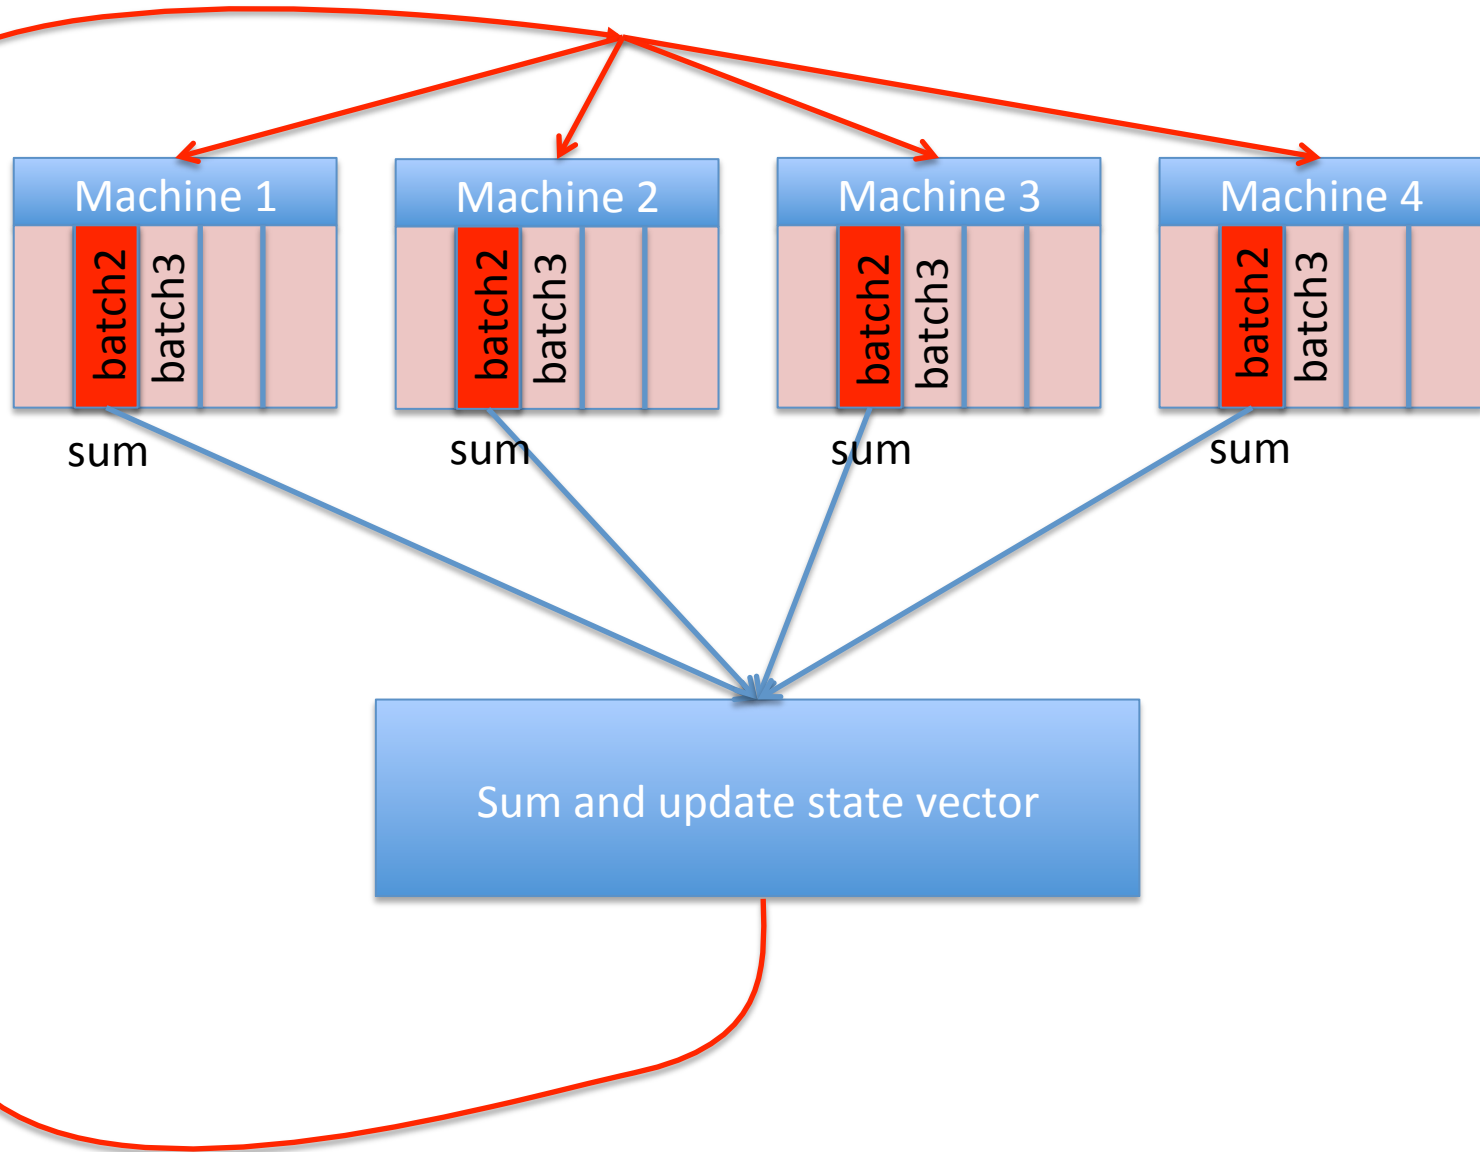 Machine 1
Machine 2
Machine 3
Machine 4
batch2
batch3
batch2
batch3
batch2
batch3
batch2
batch3
sum
sum
sum
sum
Sum and update state vector